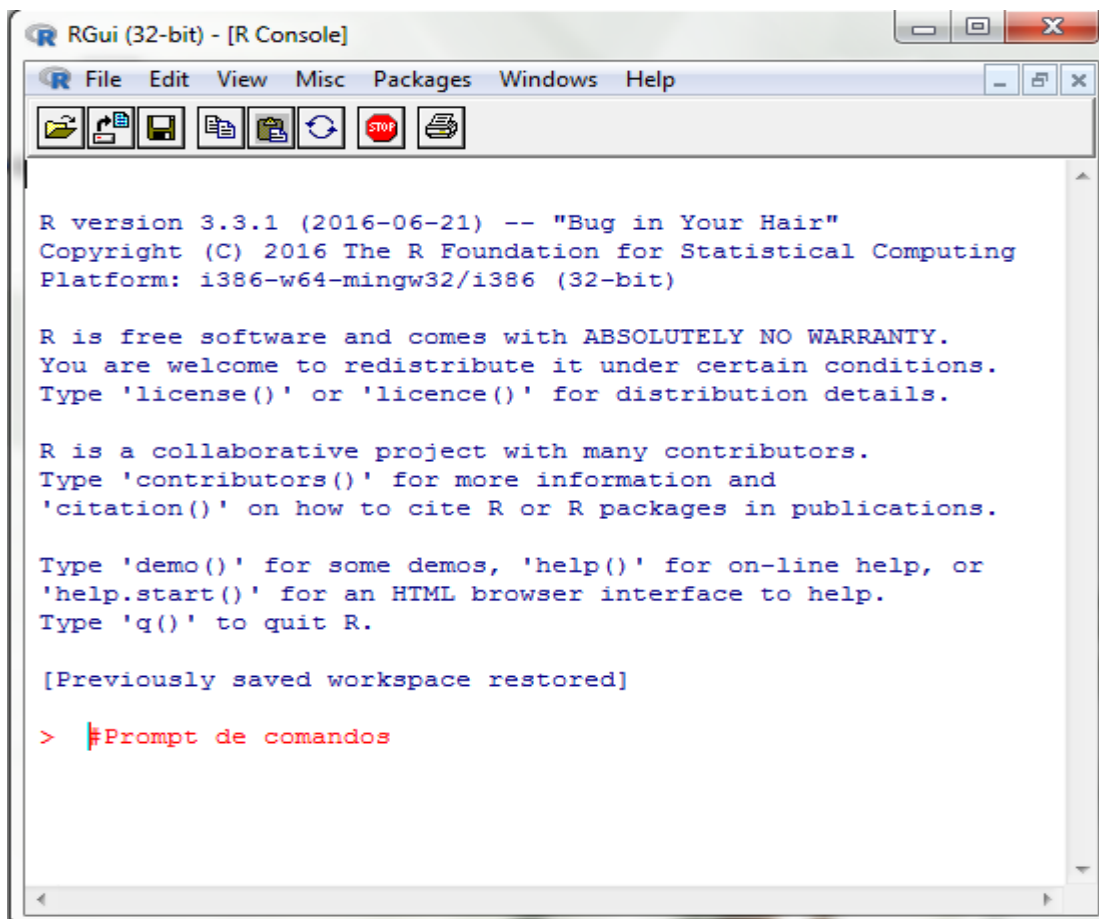 RGui (32-bit) - [R Console]
File Edit View Misc Packages Windows Help
STOP
R version 3.3.1 (2016-06-21) -- "Bug in Your Hair"
Copyright (C) 2016 The R Foundation for Statistical Computing
Platform: i386-w64-mingw32/i386 (32-bit)
R is free software and comes with ABSOLUTELY NO WARRANTY.
You are welcome to redistribute it under certain conditions.
Type 'license()' or 'licence()' for distribution details.
R is a collaborative project with many contributors.
Type 'contributors()' for more information and
'citation()' on how to cite R or R packages in publications.
Type 'demo()' for some demos, 'help()' for on-line help, or
'help.start()' for an HTML browser interface to help.
Type 'q()' to quit R.
[Previously saved workspace restored]
> #Prompt de comandos